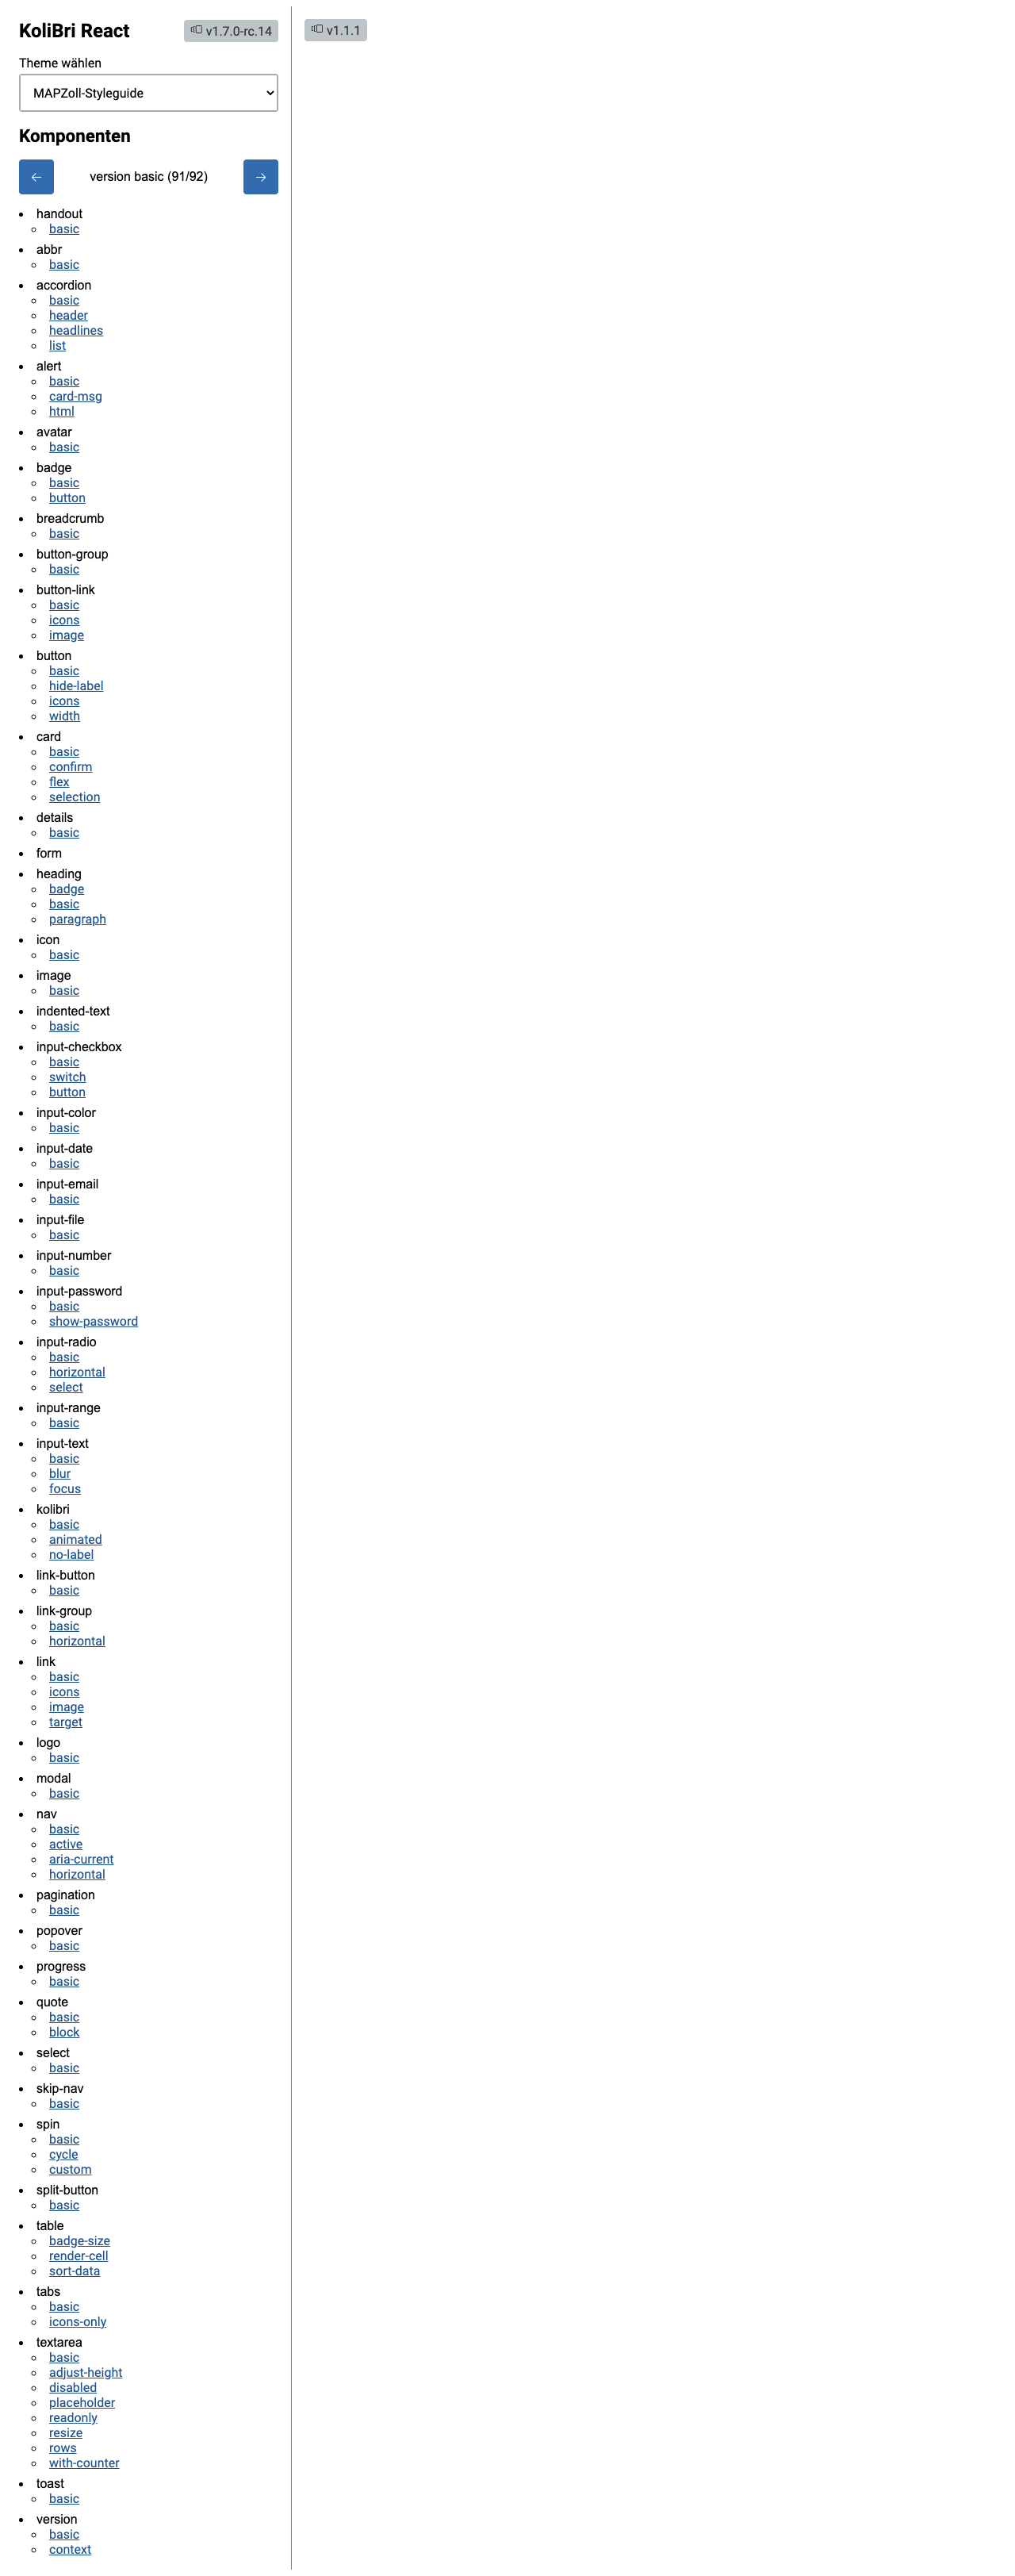 KoliBri React
v1.7.0-rc.14
v1.1.1
Theme wählen
MAPZoll-Styleguide
Komponenten
version basic (91/92)
handout
basic
abbr
basic
accordion
basic
header
headlines
list
alert
basic
card-msg
html
avatar
basic
badge
basic
button
breadcrumb
basic
button-group
basic
button-link
basic
icons
image
button
basic
hide-label
icons
width
card
basic
confirm
flex
selection
details
basic
form
heading
badge
basic
paragraph
icon
basic
image
basic
indented-text
basic
input-checkbox
basic
switch
button
input-color
basic
input-date
basic
input-email
basic
input-file
basic
input-number
basic
input-password
basic
show-password
input-radio
basic
horizontal
select
input-range
basic
input-text
basic
blur
focus
kolibri
basic
animated
no-label
link-button
basic
link-group
basic
horizontal
link
basic
icons
image
target
logo
basic
modal
basic
nav
basic
active
aria-current
horizontal
pagination
basic
popover
basic
progress
basic
quote
basic
block
select
basic
skip-nav
basic
spin
basic
cycle
custom
split-button
basic
table
badge-size
render-cell
sort-data
tabs
basic
icons-only
textarea
basic
adjust-height
disabled
placeholder
readonly
resize
rows
with-counter
toast
basic
version
basic
context